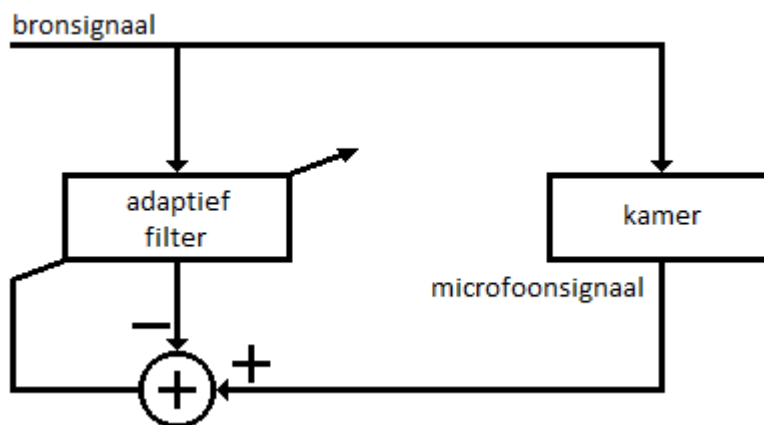 bronsignaal
adaptief
filter
kamer
microfoonsignaal
−
+
+